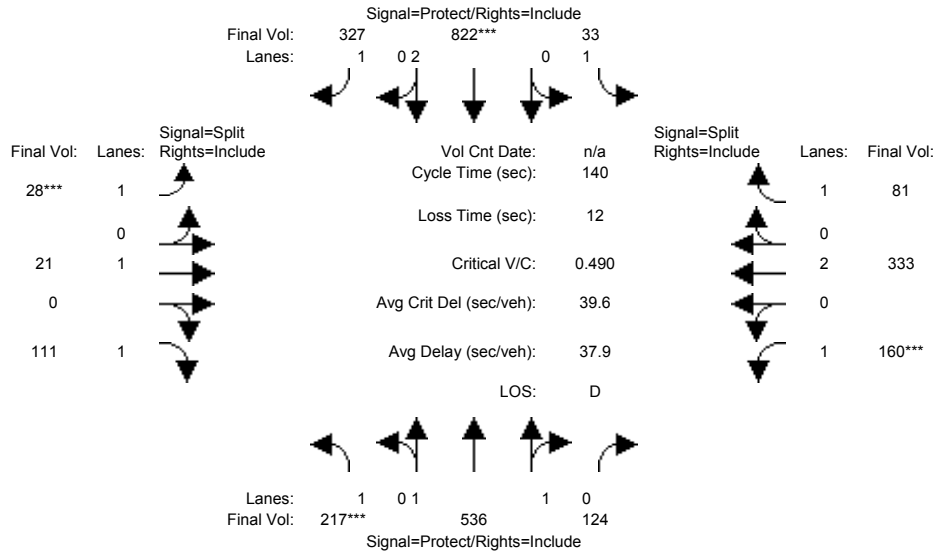 Signal=Protect/Rights=Include
Final Vol: 327 822*** 33
Lanes: 1 0 2 0 1
Signal=Split
Final Vol: Lanes: Rights=Include
Vol Cnt Date: n/a
Signal=Split
Rights=Include Lanes: Final Vol:
Cycle Time (sec): 140
28*** 1
1 81
Loss Time (sec): 12
0
0
21 1
Critical V/C: 0.490
2 333
0
Avg Crit Del (sec/veh): 39.6
0
111 1
Avg Delay (sec/veh): 37.9
1 160***
LOS: D
Lanes: 1 0 1 1 0
Final Vol: 217*** 536 124
Signal=Protect/Rights=Include